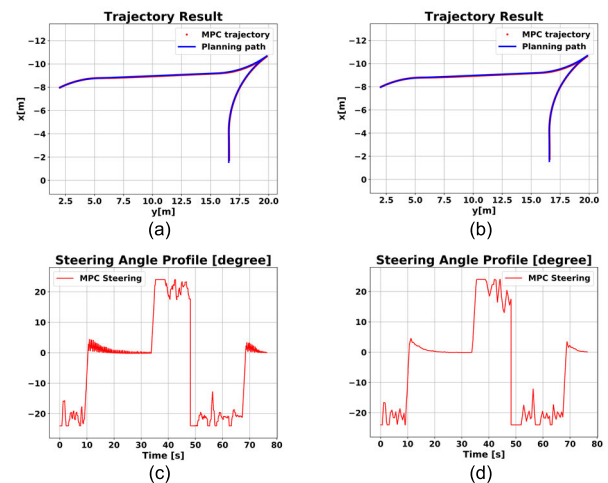 Trajectory Result
MPC trajectory
Planning path
x[m]
−12
−10
−8
−6
−4
−2
0
2.5 5.0 7.5 10.0 12.5 15.0 17.5 20.0
y[m]
(a)
Trajectory Result
MPC trajectory
Planning path
x[m]
−12
−10
−8
−6
−4
−2
0
2.5 5.0 7.5 10.0 12.5 15.0 17.5 20.0
y[m]
(b)
Steering Angle Profile [degree]
MPC Steering
20
10
0
−10
−20
0 10 20 30 40 50 60 70 80
Time [s]
(c)
Steering Angle Profile [degree]
MPC Steering
20
10
0
−10
−20
0 20 40 60 80
Time [s]
(d)